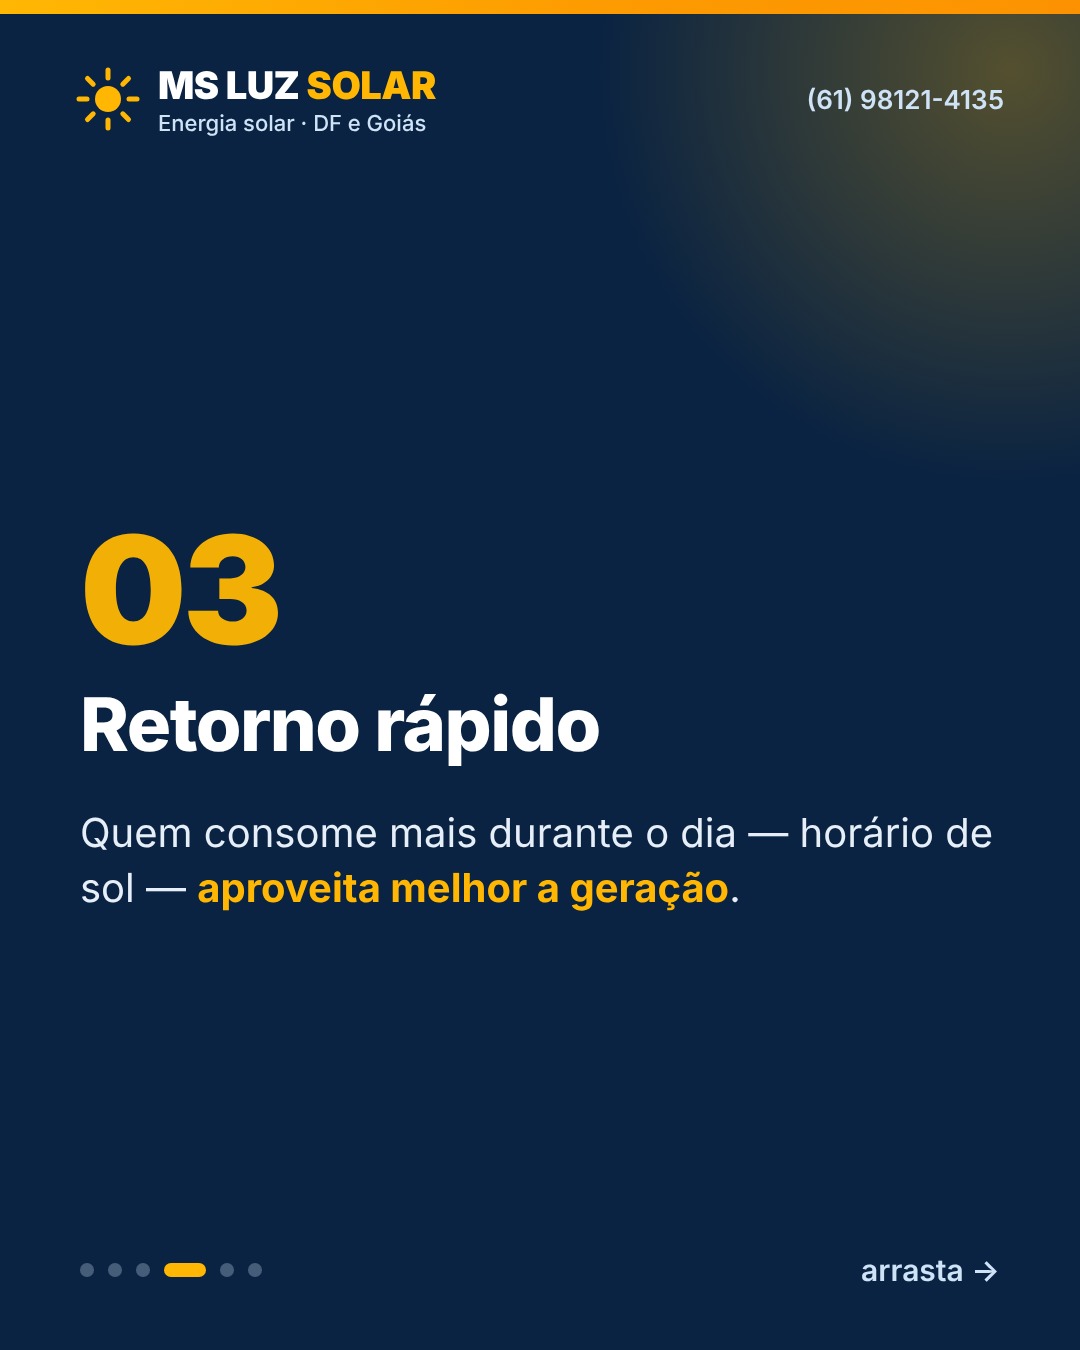 MS LUZ SOLAR
Energia solar · DF e Goiás
(61) 98121-4135
03
Retorno rápido
Quem consome mais durante o dia — horário de
sol — aproveita melhor a geração.
arrasta →